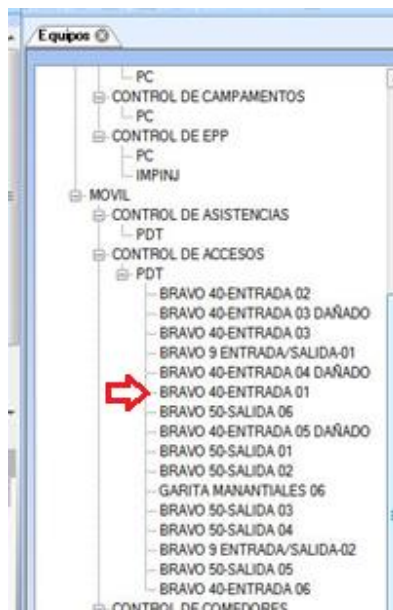 Equipos
PC
CONTROL DE CAMPAMENTOS
PC
CONTROL DE EPP
PC
IMPINJ
MOVIL
CONTROL DE ASISTENCIAS
PDT
CONTROL DE ACCESOS
PDT
BRAVO 40-ENTRADA 02
BRAVO 40-ENTRADA 03 DAÑADO
BRAVO 40-ENTRADA 03
BRAVO 9 ENTRADA/SALIDA-01
BRAVO 40-ENTRADA 04 DAÑADO
BRAVO 40-ENTRADA 01
BRAVO 50-SALIDA 06
BRAVO 40-ENTRADA 05 DAÑADO
BRAVO 50-SALIDA 01
BRAVO 50-SALIDA 02
GARITA MANANTIALES 06
BRAVO 50-SALIDA 03
BRAVO 50-SALIDA 04
BRAVO 9 ENTRADA/SALIDA-02
BRAVO 50-SALIDA 05
BRAVO 40-ENTRADA 06
CONTROL DE COMEDORES